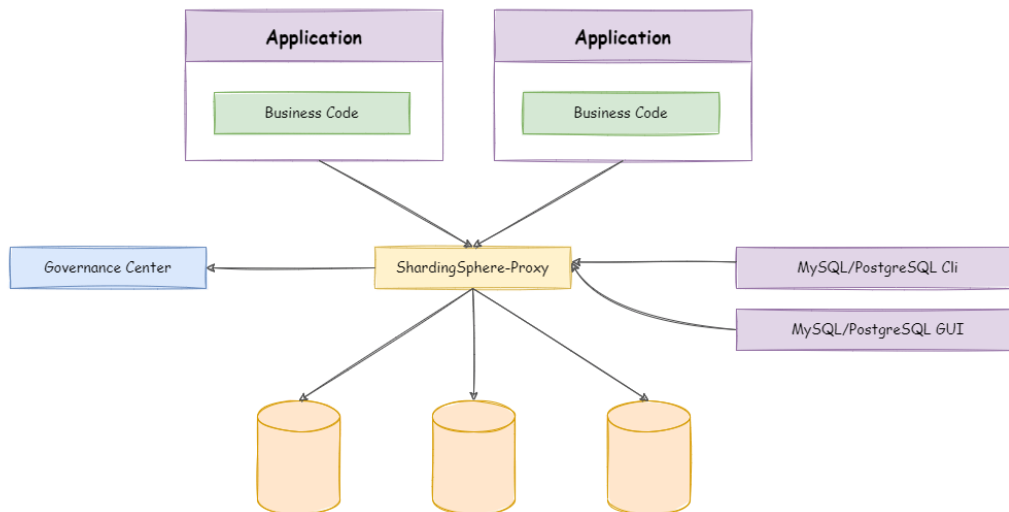 Application
Application
Business Code
Business Code
Governance Center
ShardingSphere-Proxy
MySQL/PostgreSQL Cli
MySQL/PostgreSQL GUI